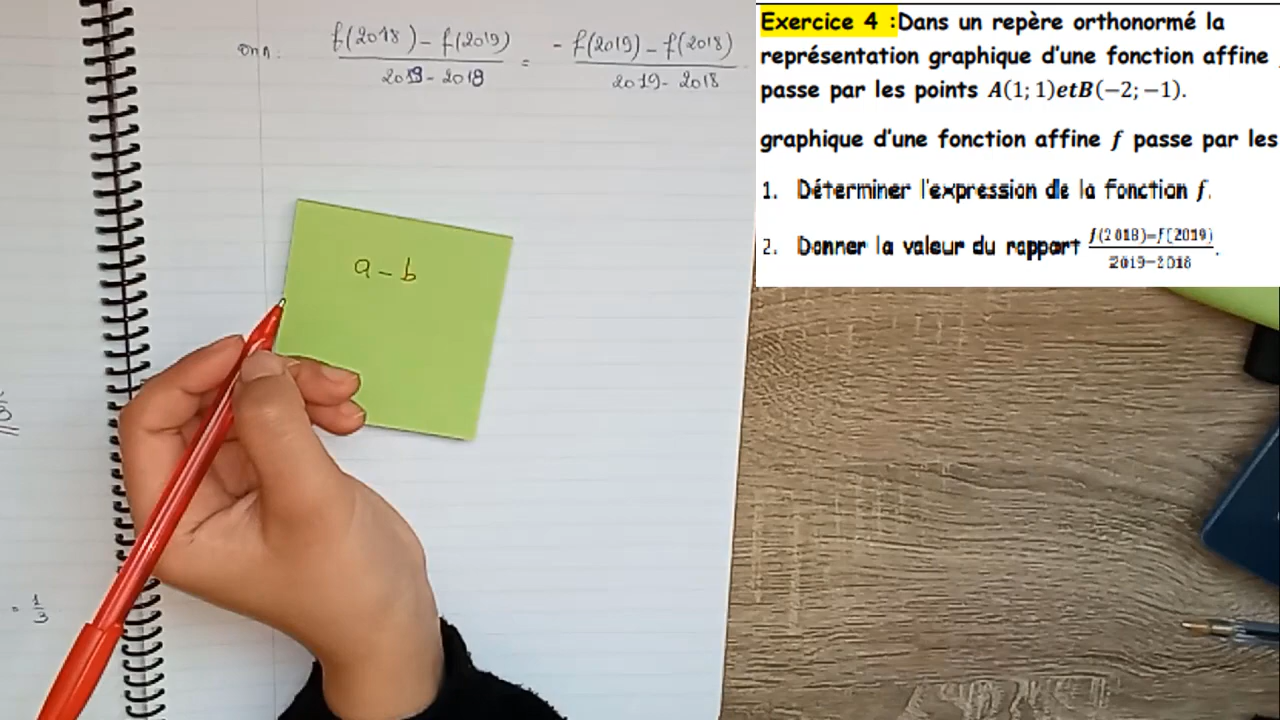 onA: f(2018) - f(2019) / 2019 - 2018 = - f(2019) - f(2018) / 2019 - 2018
a - b
= 1/3
Exercice 4 : Dans un repère orthonormé la
représentation graphique d'une fonction affine
passe par les points A(1; 1)etB(-2; -1).
graphique d'une fonction affine f passe par les
1. Déterminer l'expression de la fonction f.
2. Donner la valeur du rapport f(2018)-f(2019) / 2019-2018.